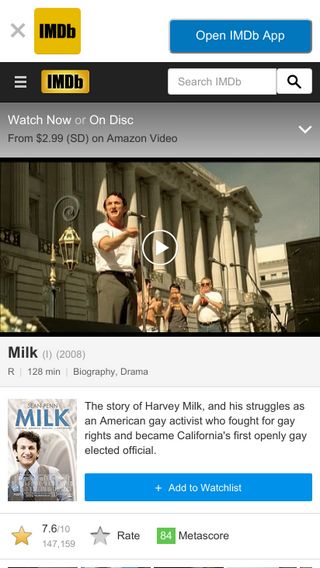 IMDb
Open IMDb App
IMDb
Search IMDb
Watch Now or On Disc
From $2.99 (SD) on Amazon Video
Milk (I) (2008)
R | 128 min | Biography, Drama
SEAN PENN
MILK
The story of Harvey Milk, and his struggles as
an American gay activist who fought for gay
rights and became California's first openly gay
elected official.
+ Add to Watchlist
7.6/10
147,159
Rate
84 Metascore